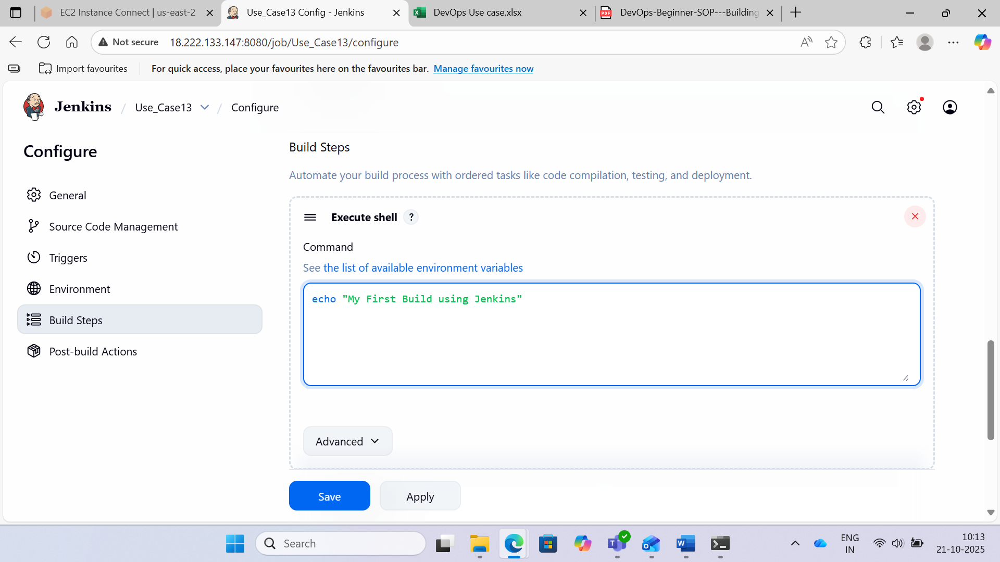 EC2 Instance Connect | us-east-2
Use_Case13 Config - Jenkins
DevOps Use case.xlsx
PDF
DevOps-Beginner-SOP---Building
Not secure
18.222.133.147:8080/job/Use_Case13/configure
Import favourites
For quick access, place your favourites here on the favourites bar. Manage favourites now
Jenkins / Use_Case13 / Configure
Configure
General
Source Code Management
Triggers
Environment
Build Steps
Post-build Actions
Build Steps
Automate your build process with ordered tasks like code compilation, testing, and deployment.
Execute shell ?
Command
See the list of available environment variables
echo "My First Build using Jenkins"
Advanced
Save
Apply
Search
ENG
IN
10:13
21-10-2025